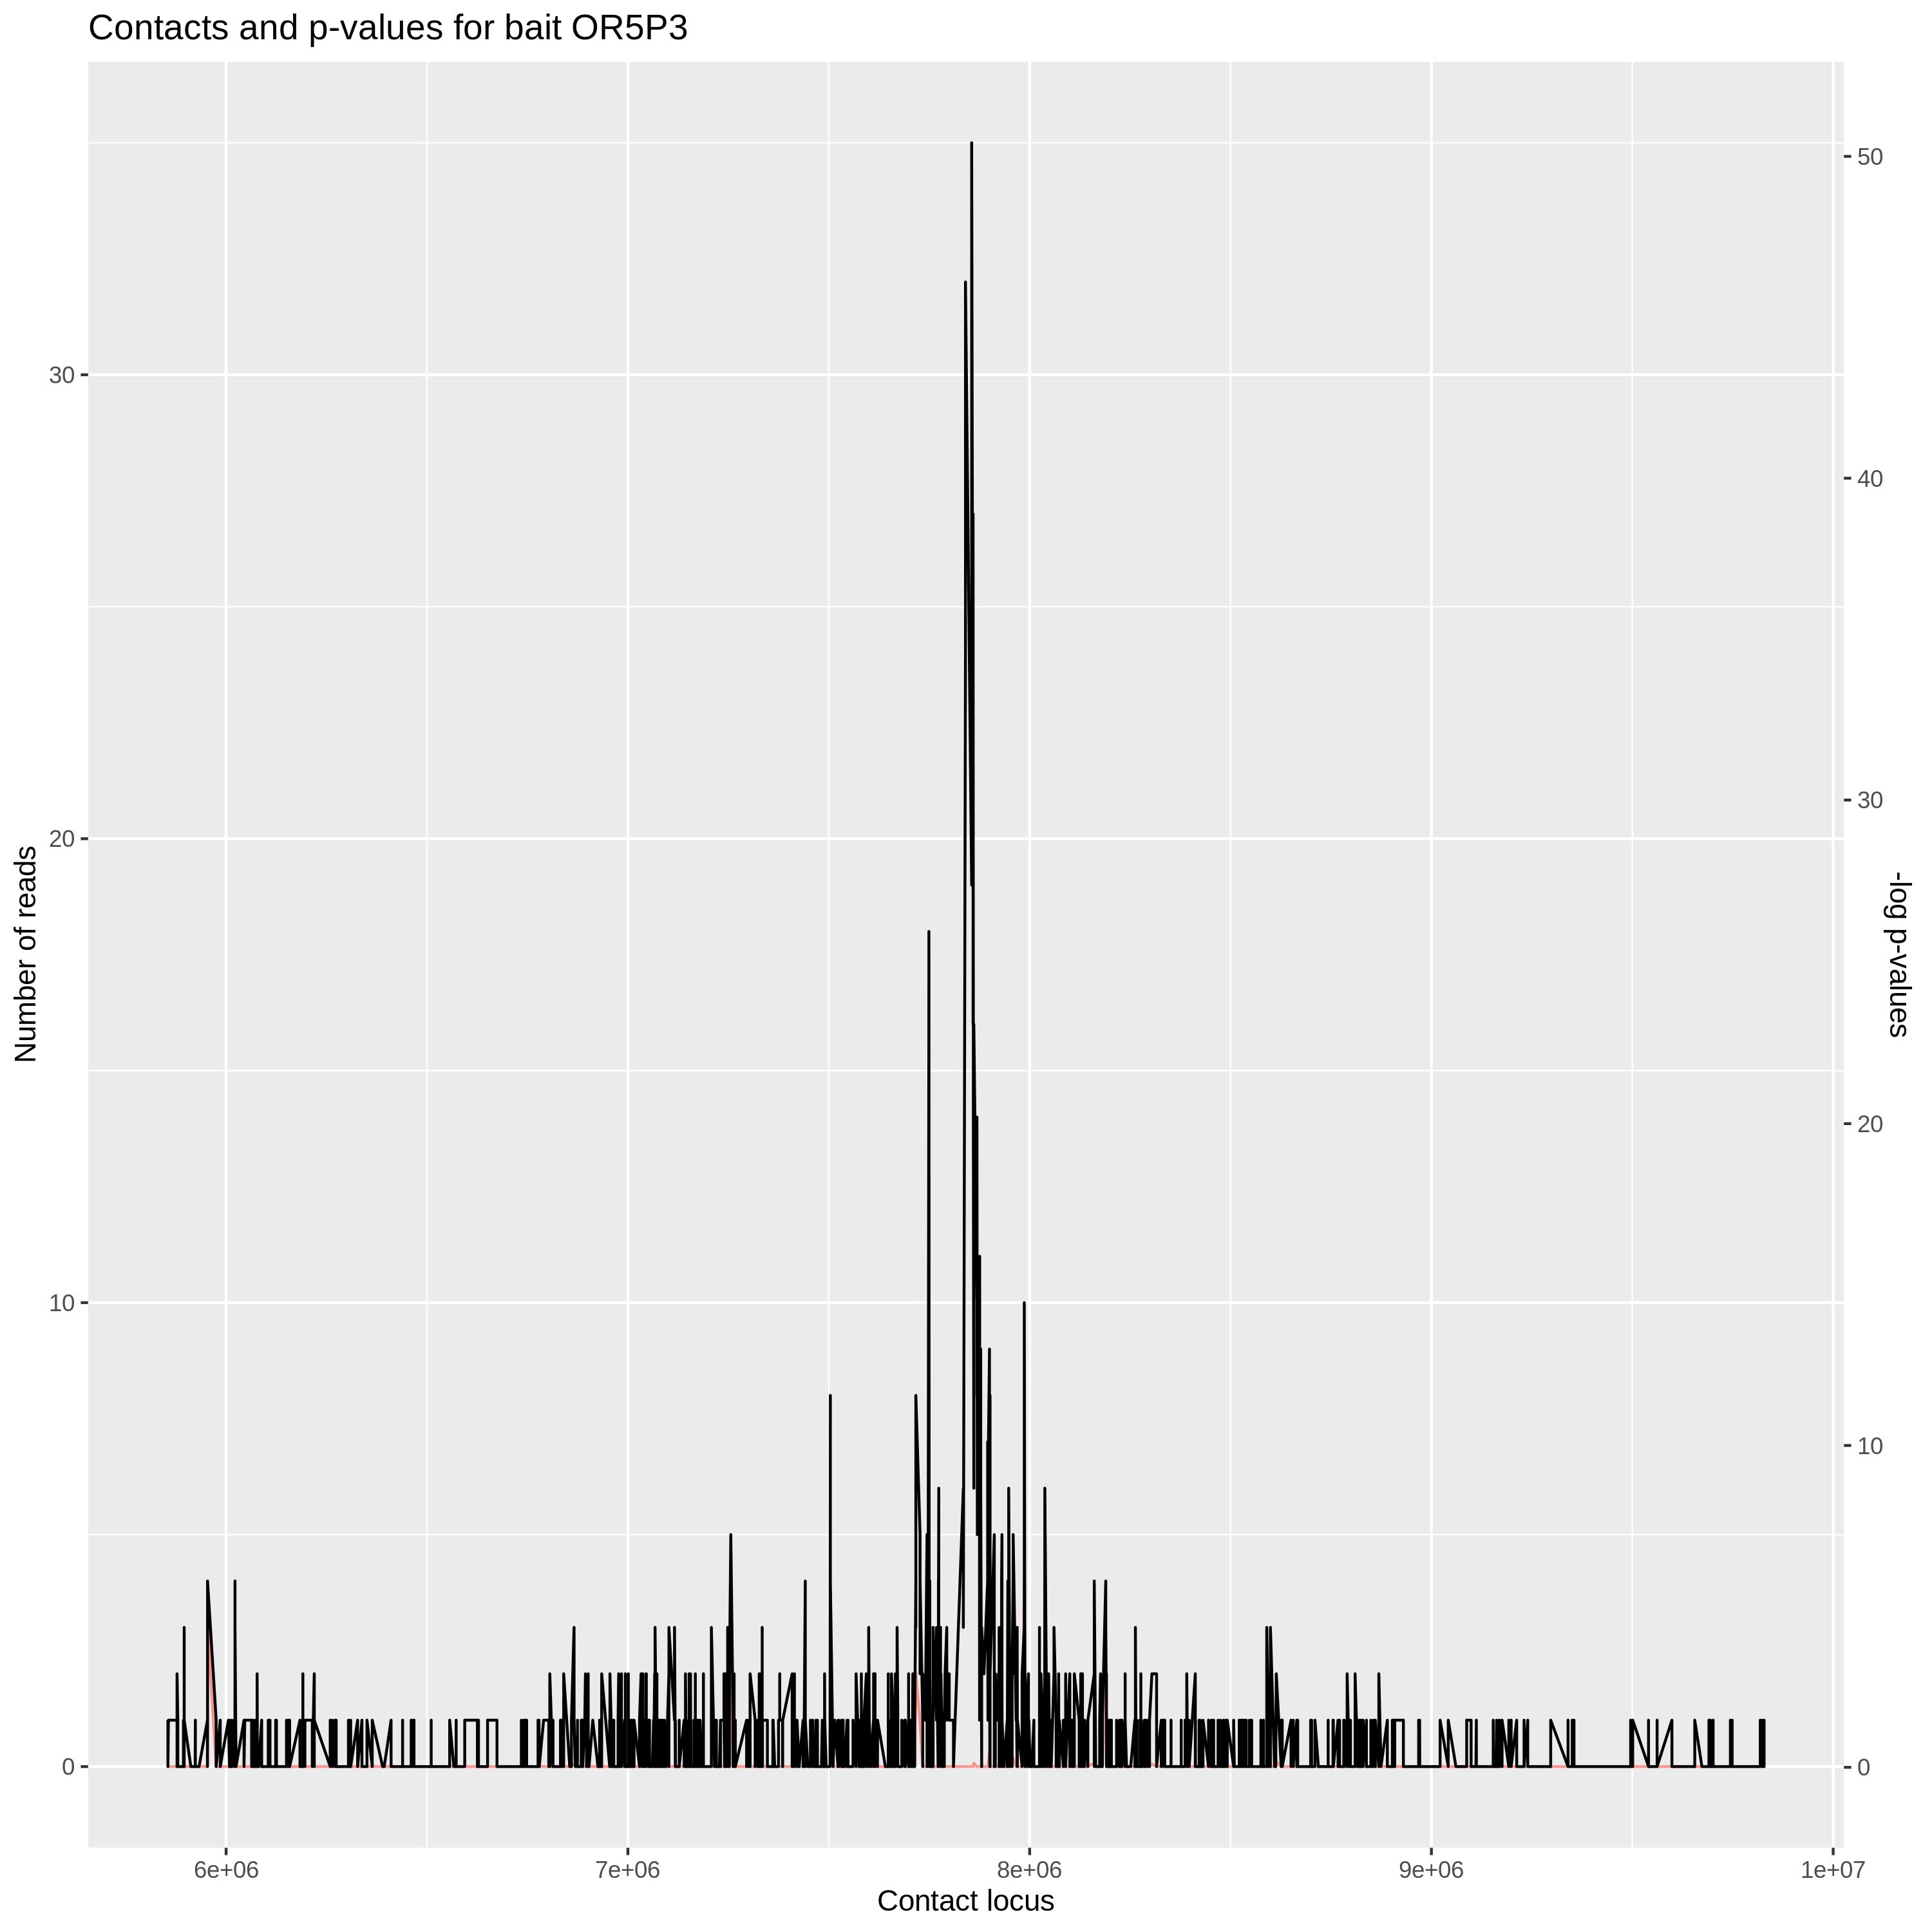 Contacts and p-values for bait OR5P3
Number of reads
30
20
10
0
50
40
30
20
10
0
-log p-values
6e+06 7e+06 8e+06 9e+06 1e+07
Contact locus